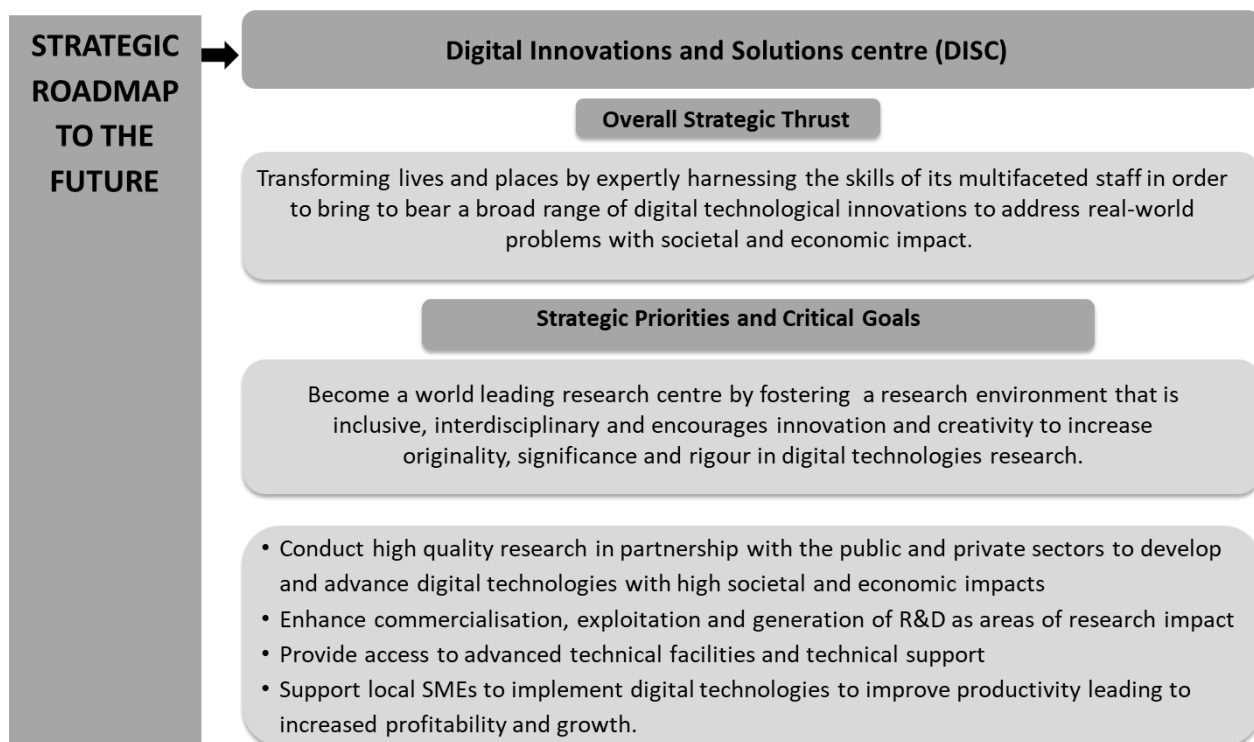 STRATEGIC
ROADMAP
TO THE
FUTURE
Digital Innovations and Solutions centre (DISC)
Overall Strategic Thrust
Transforming lives and places by expertly harnessing the skills of its multifaceted staff in order
to bring to bear a broad range of digital technological innovations to address real-world
problems with societal and economic impact.
Strategic Priorities and Critical Goals
Become a world leading research centre by fostering a research environment that is
inclusive, interdisciplinary and encourages innovation and creativity to increase
originality, significance and rigour in digital technologies research.
• Conduct high quality research in partnership with the public and private sectors to develop
and advance digital technologies with high societal and economic impacts
• Enhance commercialisation, exploitation and generation of R&D as areas of research impact
• Provide access to advanced technical facilities and technical support
• Support local SMEs to implement digital technologies to improve productivity leading to
increased profitability and growth.